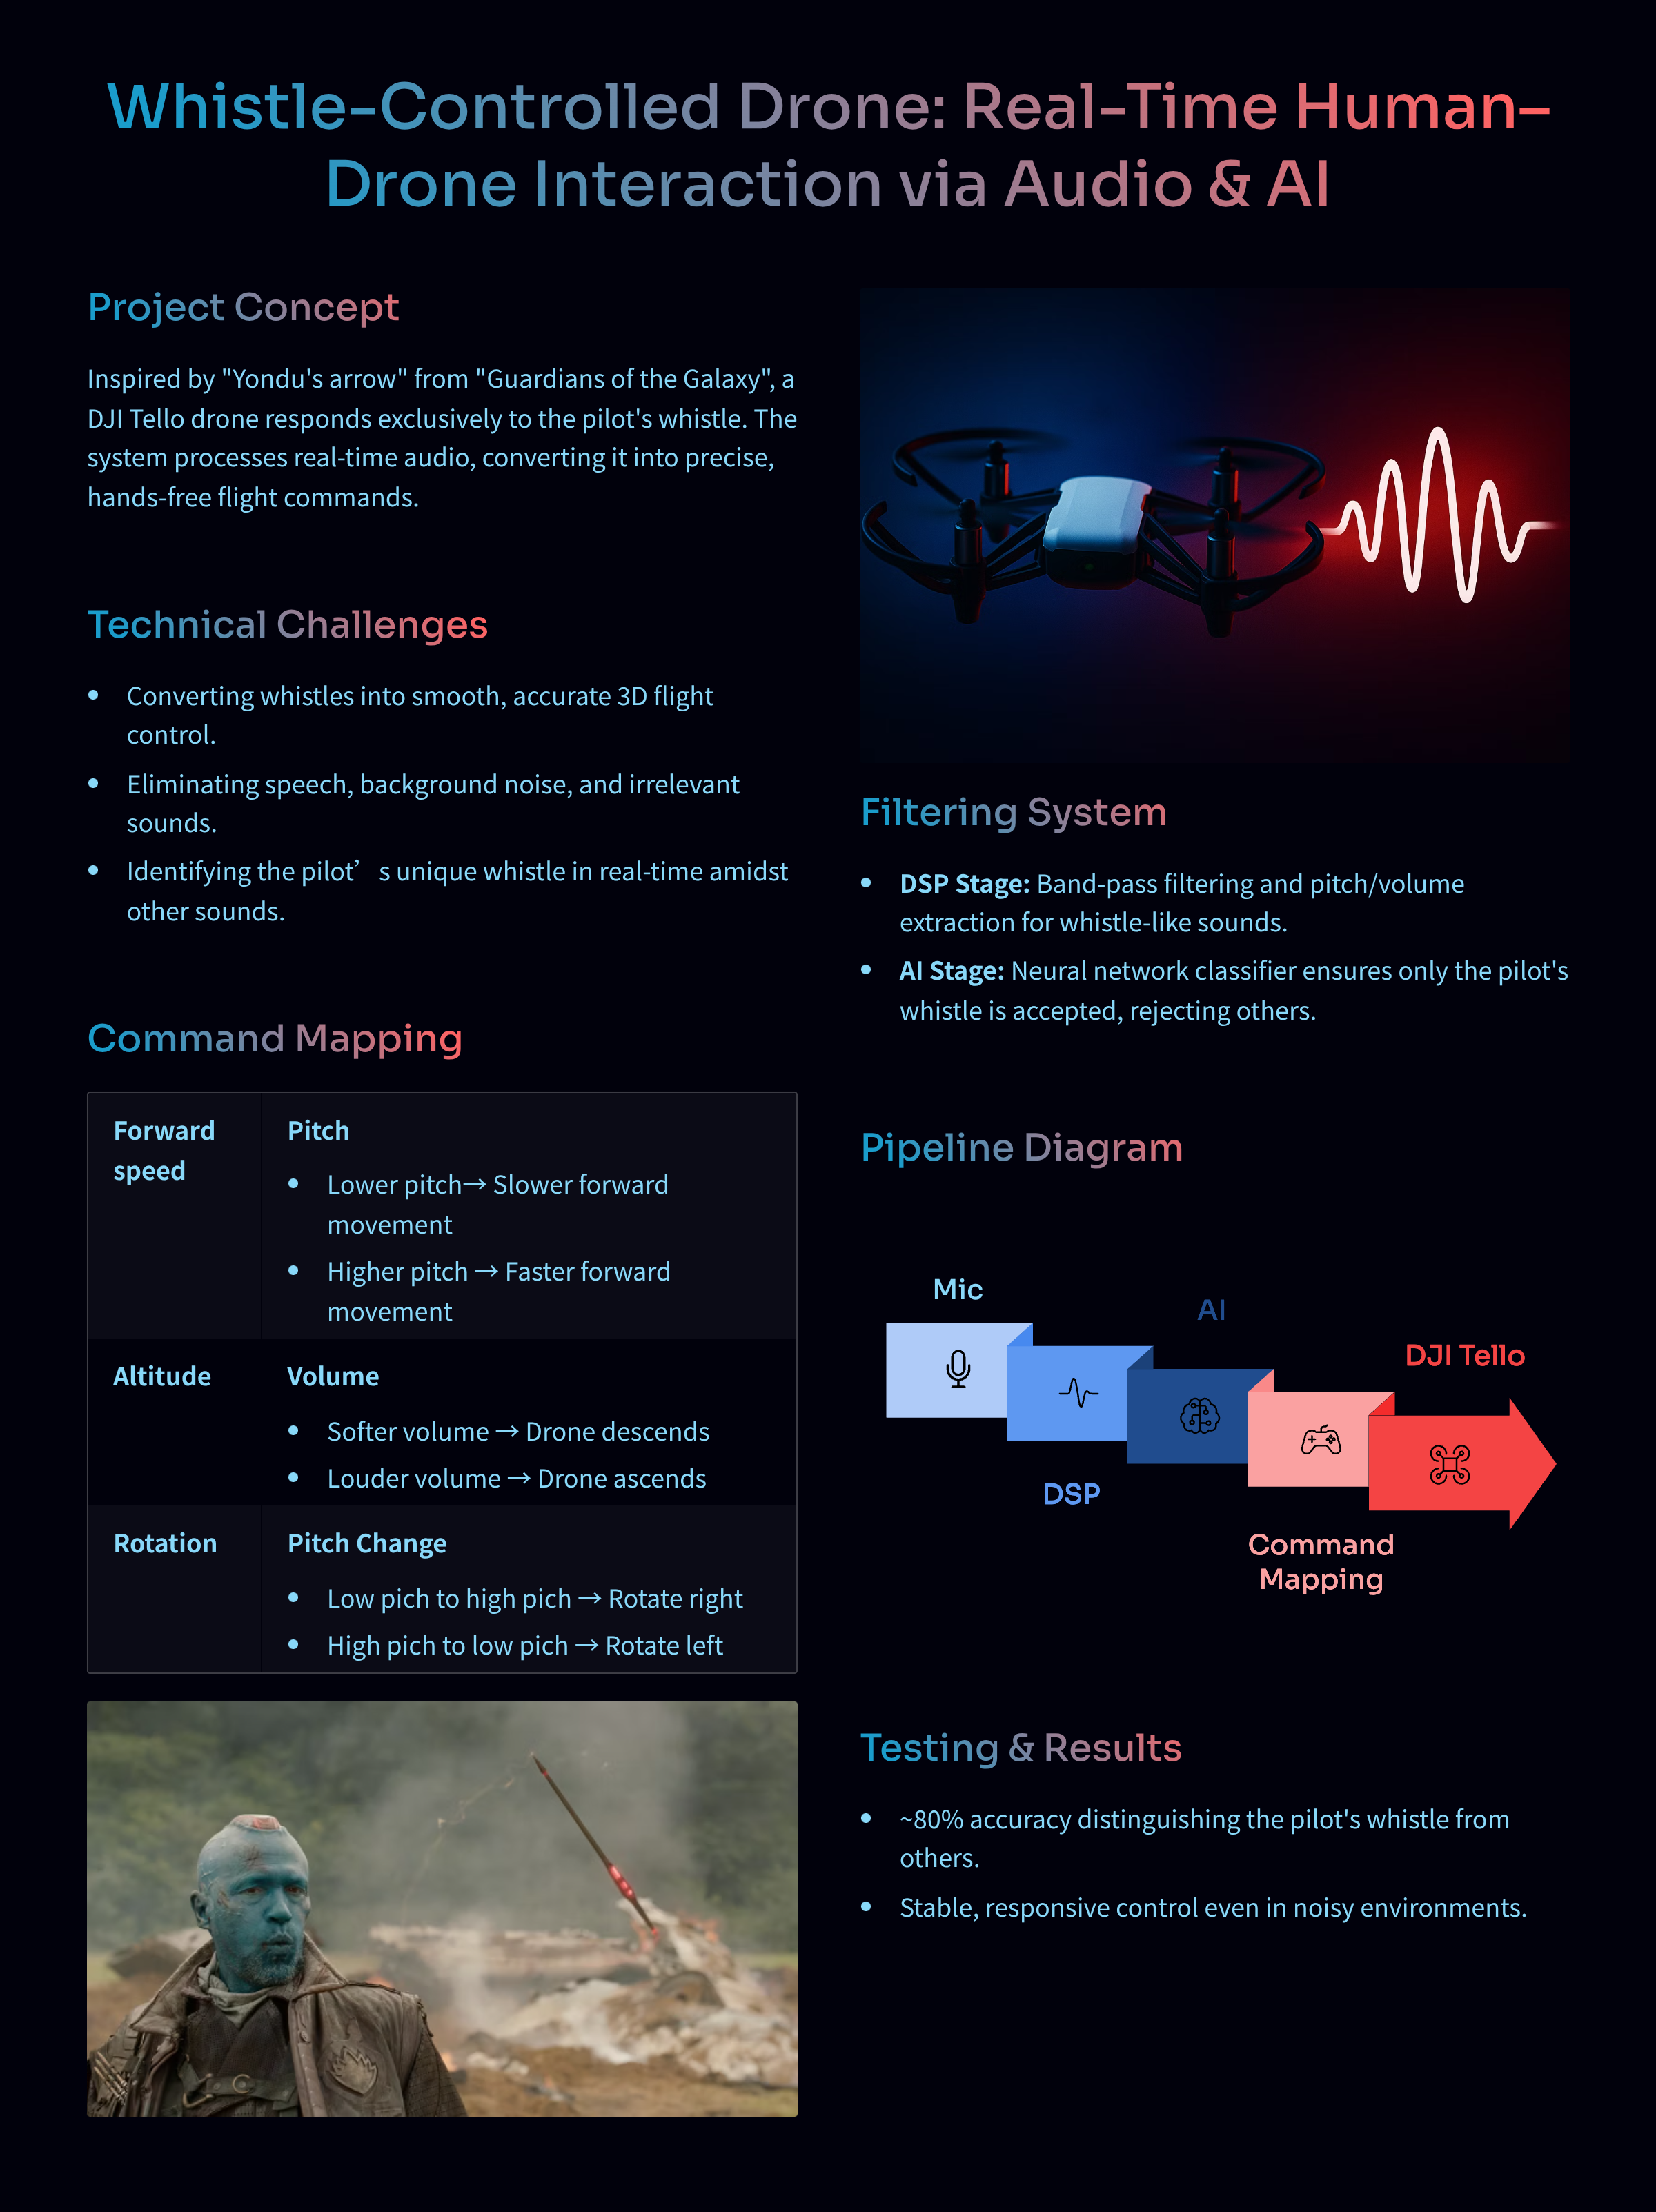 Whistle-Controlled Drone: Real-Time Human–
Drone Interaction via Audio & AI
Project Concept
Inspired by "Yondu's arrow" from "Guardians of the Galaxy", a
DJI Tello drone responds exclusively to the pilot's whistle. The
system processes real-time audio, converting it into precise,
hands-free flight commands.
Technical Challenges
• Converting whistles into smooth, accurate 3D flight
control.
• Eliminating speech, background noise, and irrelevant
sounds.
• Identifying the pilot’s unique whistle in real-time amidst
other sounds.
Command Mapping
Forward
speed
Pitch
• Lower pitch→ Slower forward
movement
• Higher pitch → Faster forward
movement
Altitude
Volume
• Softer volume → Drone descends
• Louder volume → Drone ascends
Rotation
Pitch Change
• Low pich to high pich → Rotate right
• High pich to low pich → Rotate left
Filtering System
• DSP Stage: Band-pass filtering and pitch/volume
extraction for whistle-like sounds.
• AI Stage: Neural network classifier ensures only the pilot's
whistle is accepted, rejecting others.
Pipeline Diagram
Mic
DSP
AI
Command
Mapping
DJI Tello
Testing & Results
• ~80% accuracy distinguishing the pilot's whistle from
others.
• Stable, responsive control even in noisy environments.